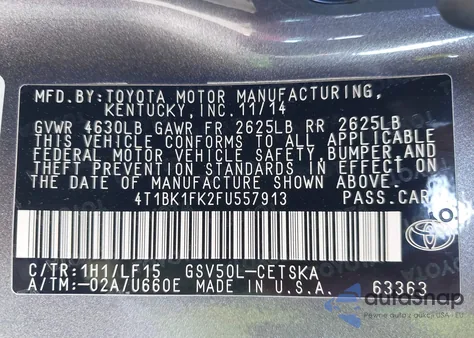 MFD.BY:TOYOTA MOTOR MANUFACTURING,
KENTUCKY,INC.11/14
GVWR 4630LB GAWR FR 2625LB RR 2625LB
THIS VEHICLE CONFORMS TO ALL APPLICABLE
FEDERAL MOTOR VEHICLE SAFETY, BUMPER AND
THEFT PREVENTION STANDARDS IN EFFECT ON
THE DATE OF MANUFACTURE SHOWN ABOVE.
4T1BK1FK2FU557913 PASS.CAR
C/TR:1H1/LF15 GSV50L-CETSKA
A/TM:-02A/U660E MADE IN U.S.A. 63363
autoSnap